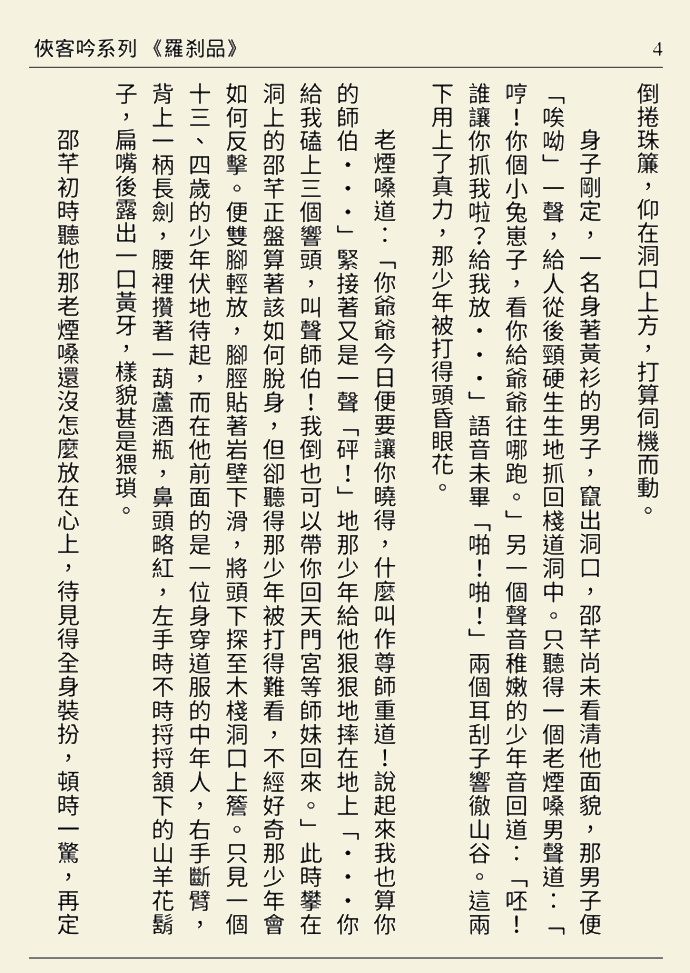 俠客吟系列 《羅剎品》
4
倒捲珠簾，仰在洞口上方，打算伺機而動。
身子剛定，一名身著黃衫的男子，竄出洞口，邵芊尚未看清他面貌，那男子便
「唉呦」一聲，給人從後頸硬生生地抓回棧道洞中。只聽得一個老煙嗓男聲道：「
哼！你個小兔崽子，看你給爺爺往哪跑。」另一個聲音稚嫩的少年音回道：「呸！
誰讓你抓我啦？給我放・・・」語音未畢「啪！啪！」兩個耳刮子響徹山谷。這兩
下用上了真力，那少年被打得頭昏眼花。
老煙嗓道：「你爺爺今日便要讓你曉得，什麼叫作尊師重道！說起來我也算你
的師伯・・・」緊接著又是一聲「砰！」地那少年給他狠狠地摔在地上「・・・你
給我磕上三個響頭，叫聲師伯！我倒也可以帶你回天門宮等師妹回來。」此時攀在
洞上的邵芊正盤算著該如何脫身，但卻聽得那少年被打得難看，不經好奇那少年會
如何反擊。便雙腳輕放，腳脛貼著岩壁下滑，將頭下探至木棧洞口上簷。只見一個
十三、四歲的少年伏地待起，而在他前面的是一位身穿道服的中年人，右手斷臂，
背上一柄長劍，腰裡攢著一葫蘆酒瓶，鼻頭略紅，左手時不時捋捋頷下的山羊花鬍
子，扁嘴後露出一口黃牙，樣貌甚是猥瑣。
邵芊初時聽他那老煙嗓還沒怎麼放在心上，待見得全身裝扮，頓時一驚，再定